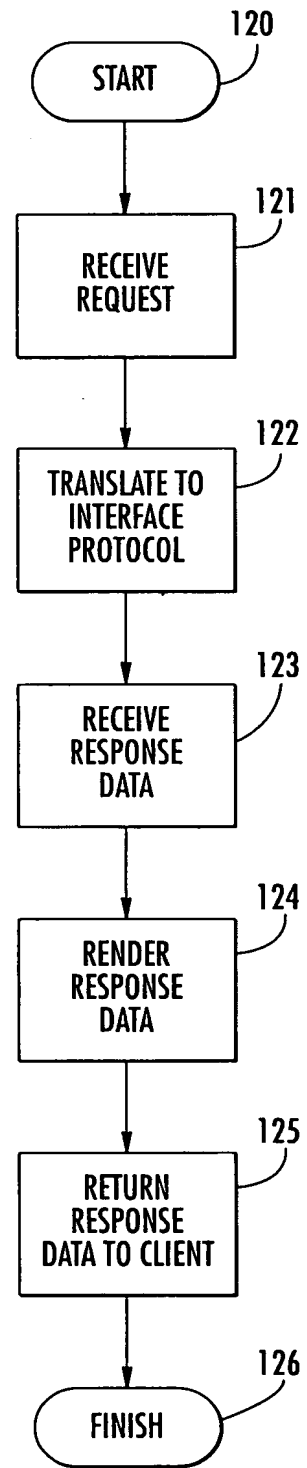 120
START
121
RECEIVE
REQUEST
122
TRANSLATE TO
INTERFACE
PROTOCOL
123
RECEIVE
RESPONSE
DATA
124
RENDER
RESPONSE
DATA
125
RETURN
RESPONSE
DATA TO CLIENT
126
FINISH